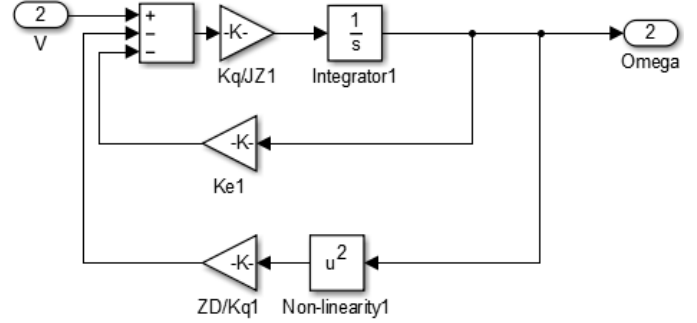 2
V
+
−
−
-K-
Kq/JZ1
1
s
Integrator1
2
Omega
-K-
Ke1
-K-
ZD/Kq1
u2
Non-linearity1